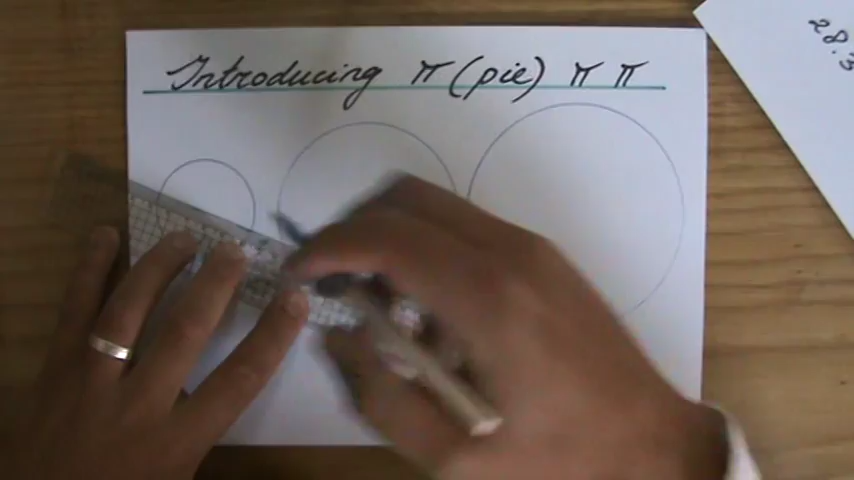 Introducing π (pie) π π
28.3